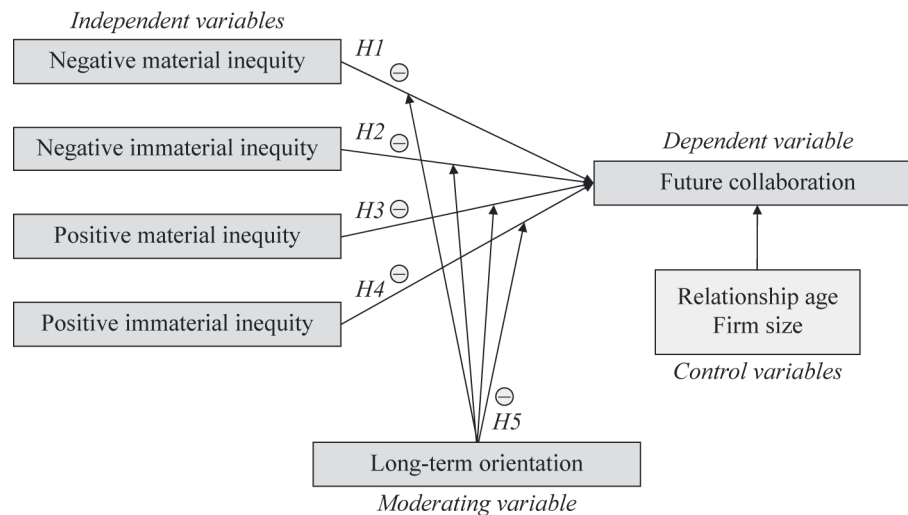 Independent variables
Negative material inequity
H1
Negative immaterial inequity
H2
Positive material inequity
H3
Positive immaterial inequity
H4
Dependent variable
Future collaboration
Relationship age
Firm size
Control variables
H5
Long-term orientation
Moderating variable